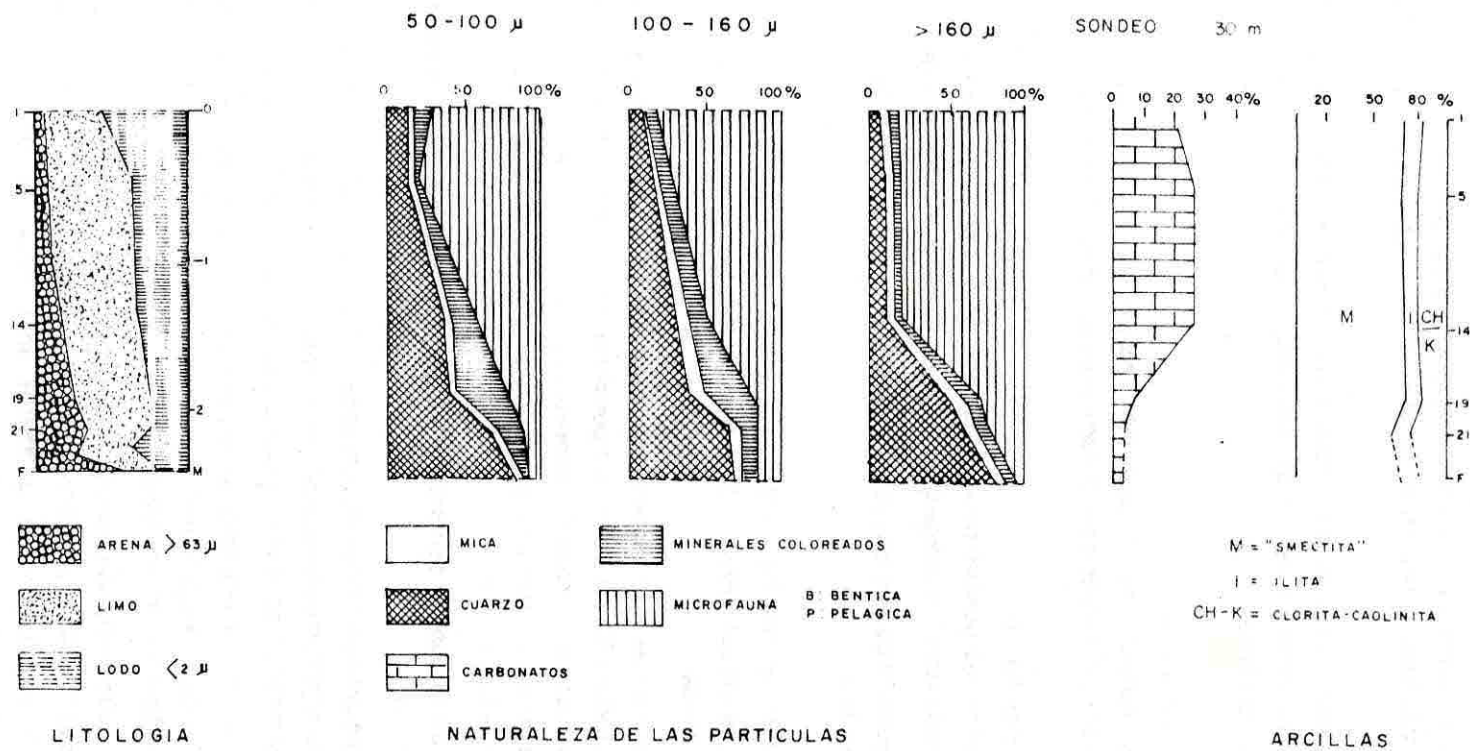 50-100 µ 100-160 µ >160 µ SONDEO 30 m
0 50 100% 0 50 100% 0 50 100% 0 10 20 30 40% 20 50 80 %
1 0 1
5 5
-1
14 M I CH K 14
19 19
2
21 21
F M F
ARENA > 63 µ MICA MINERALES COLOREADOS M = "SMECTITA"
LIMO CUARZO MICROFAUNA B: BENTICA P: PELAGICA I = ILITA
CH-K = CLORITA-CAOLINITA
LODO < 2 µ CARBONATOS
LITOLOGIA NATURALEZA DE LAS PARTICULAS ARCILLAS